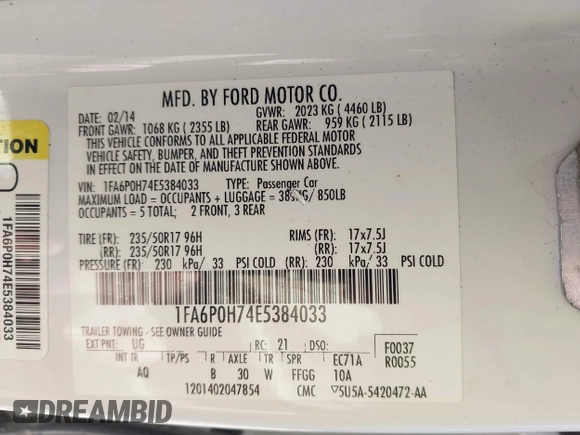 MFD. BY FORD MOTOR CO.
DATE: 02/14 GVWR: 2023 KG ( 4460 LB)
FRONT GAWR: 1068 KG ( 2355 LB) REAR GAWR: 959 KG ( 2115 LB)
THIS VEHICLE CONFORMS TO ALL APPLICABLE FEDERAL MOTOR
VEHICLE SAFETY, BUMPER, AND THEFT PREVENTION STANDARDS
IN EFFECT ON THE DATE OF MANUFACTURE SHOWN ABOVE.
VIN: 1FA6P0H74E5384033 TYPE: Passenger Car
MAXIMUM LOAD = OCCUPANTS + LUGGAGE = / 850LB
OCCUPANTS = 5 TOTAL; 2 FRONT, 3 REAR
TIRE (FR): 235/50R17 96H RIMS (FR): 17x7.5J
(RR): 235/50R17 96H (RR): 17x7.5J
PRESSURE (FR) 230 kPa/ 33 PSI COLD (RR) 230 kPa/ 33 PSI COLD
1FA6P0H74E5384033
TRAILER TOWING - SEE OWNER GUIDE
EXT PNT: UG RC: 21 DSO: F0037
INT TR TP/PS R AXLE TR SPR EC71A R0055
AQ B 30 W FFGG 10A
1201402047854 CMC 5U5A-5420472-AA
TION
1FA6P0H74E5384033
DREAMBID